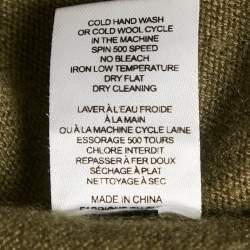 COLD HAND WASH
OR COLD WOOL CYCLE
IN THE MACHINE
SPIN 500 SPEED
NO BLEACH
IRON LOW TEMPERATURE
DRY FLAT
DRY CLEANING
LAVER À L'EAU FROIDE
À LA MAIN
OU À LA MACHINE CYCLE LAINE
ESSORAGE 500 TOURS
CHLORE INTERDIT
REPASSER À FER DOUX
SÉCHAGE À PLAT
NETTOYAGE À SEC
MADE IN CHINA